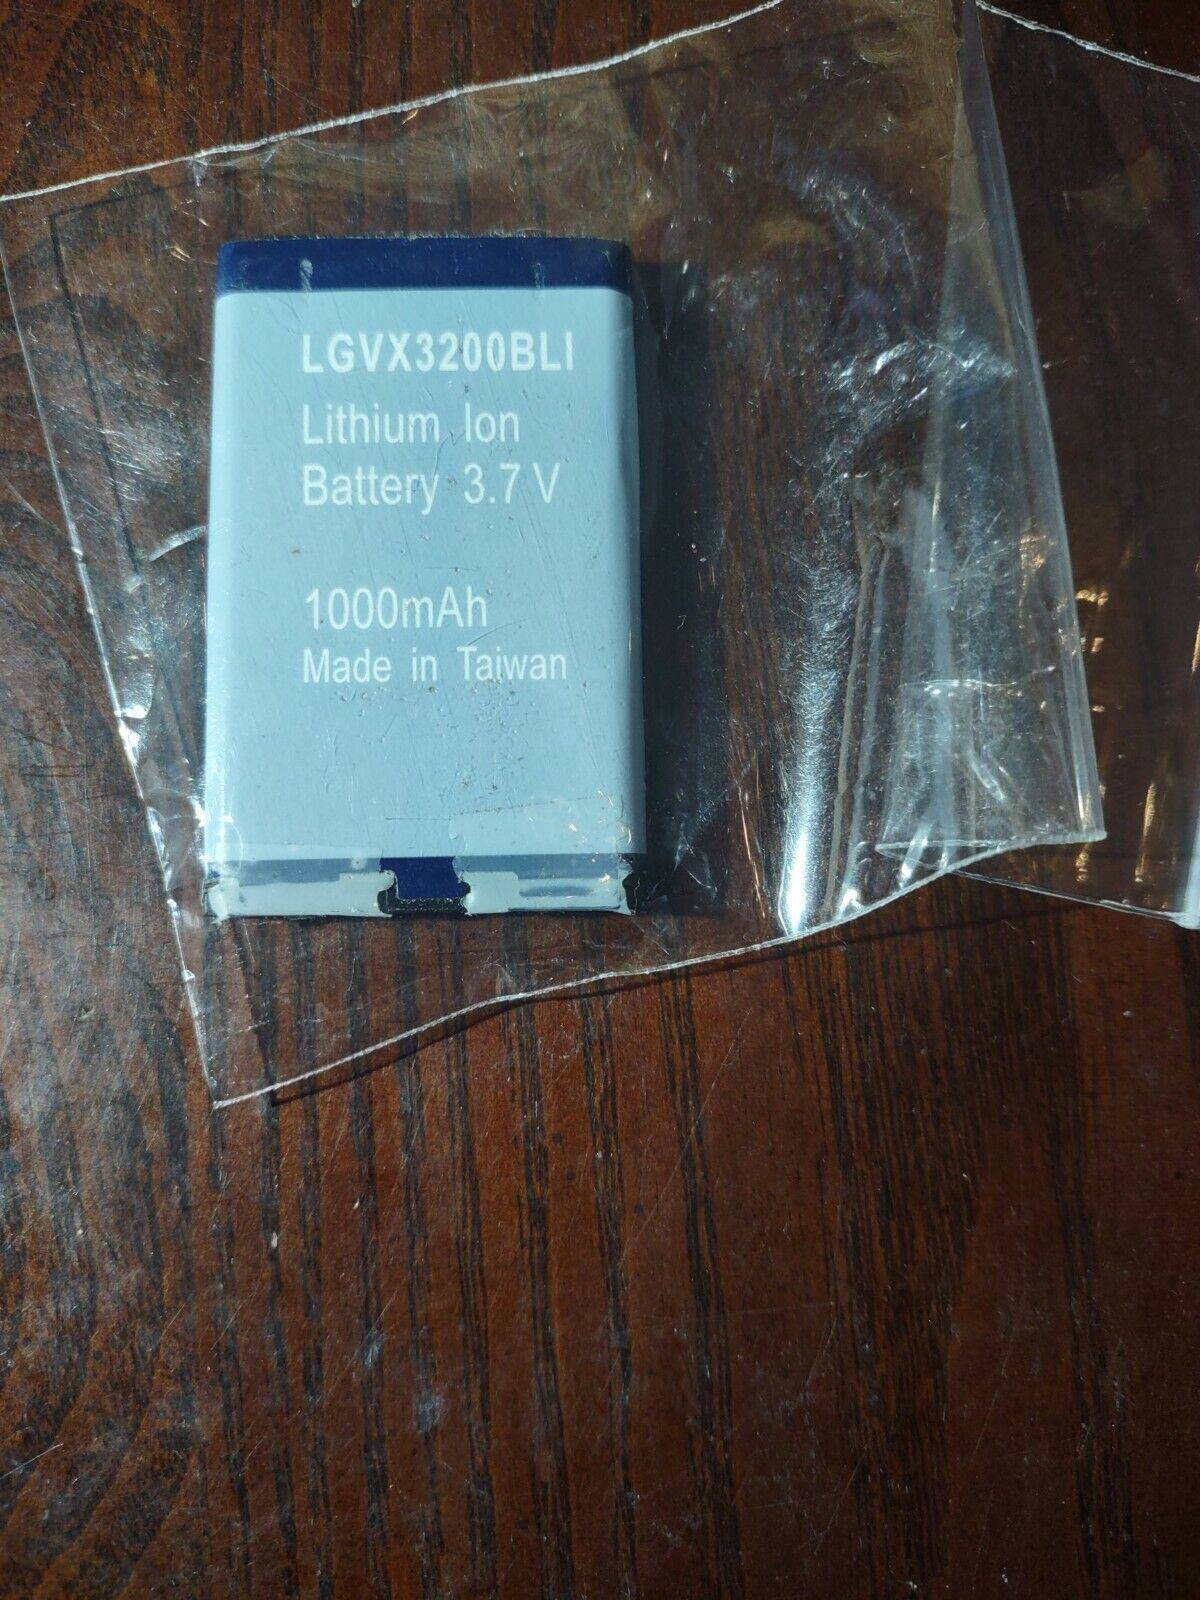 LGVX3200BLI
Lithium Ion
Battery 3.7 V
1000mAh
Made in Taiwan